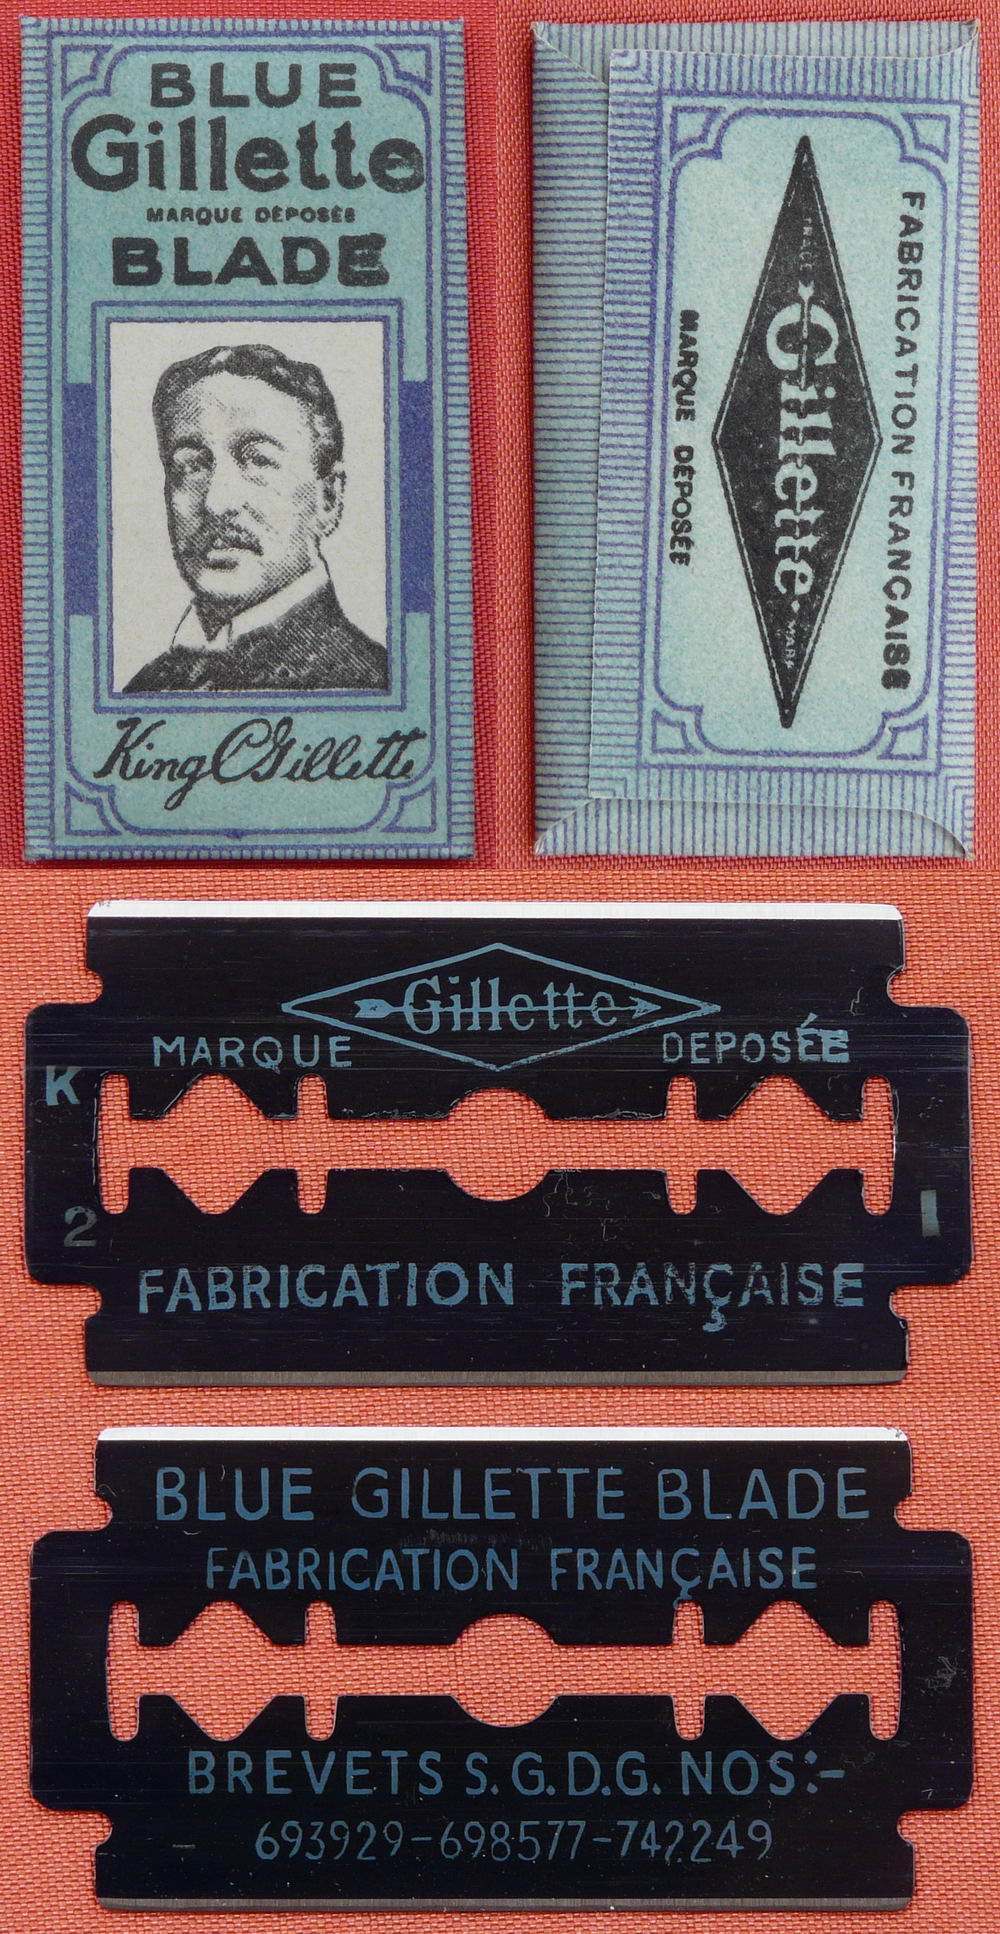 BLUE
Gillette
MARQUE DÉPOSÉE
BLADE
King C Gillette
FABRICATION FRANCAISE
Gillette
MARQUE DÉPOSÉE
Gillette
MARQUE DEPOSÉE
K
2
1
FABRICATION FRANÇAISE
BLUE GILLETTE BLADE
FABRICATION FRANÇAISE
BREVETS S.G.D.G. NOS:-
693929-698577-742249